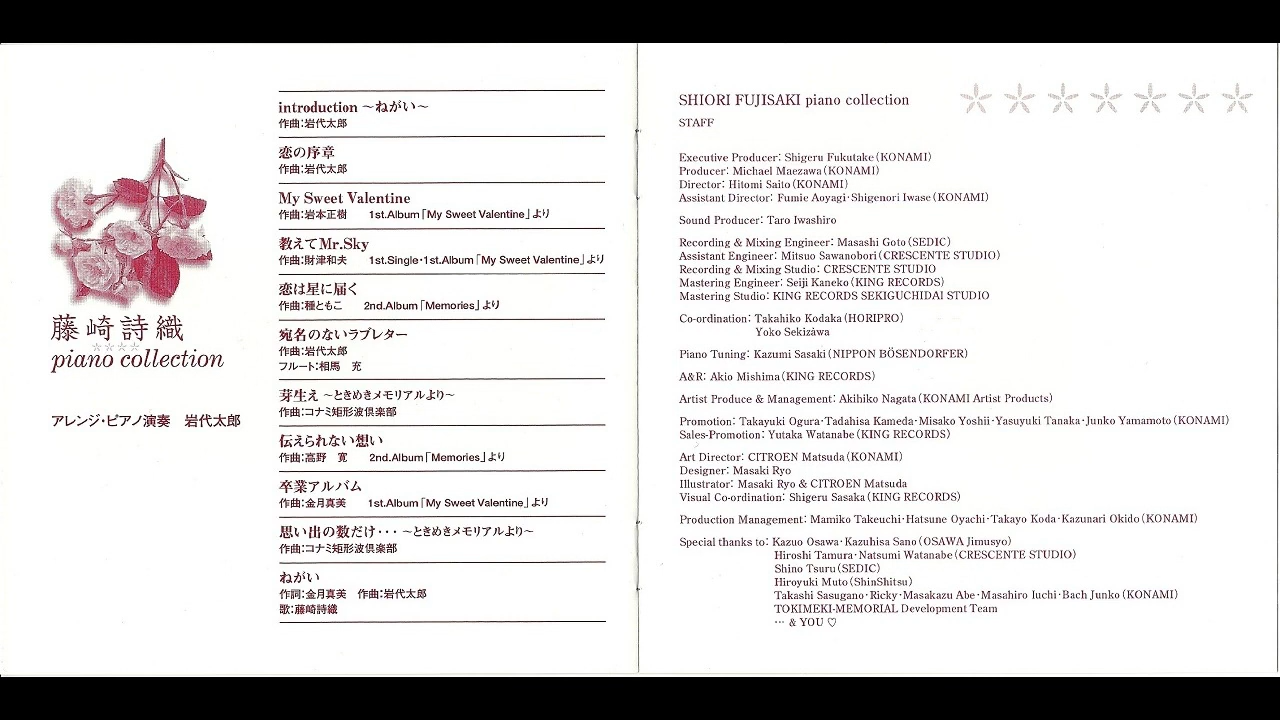 藤崎詩織
piano collection
アレンジ・ピアノ演奏　岩代太郎
introduction ～ねがい～
作曲：岩代太郎
恋の序章
作曲：岩代太郎
My Sweet Valentine
作曲：岩本正樹　1st.Album「My Sweet Valentine」より
教えてMr.Sky
作曲：財津和夫　1st.Single・1st.Album「My Sweet Valentine」より
恋は星に届く
作曲：種ともこ　2nd.Album「Memories」より
宛名のないラブレター
作曲：岩代太郎
フルート：相馬　充
芽生え ～ときめきメモリアルより～
作曲：コナミ矩形波倶楽部
伝えられない想い
作曲：高野　寛　2nd.Album「Memories」より
卒業アルバム
作曲：金月真美　1st.Album「My Sweet Valentine」より
思い出の数だけ・・・ ～ときめきメモリアルより～
作曲：コナミ矩形波倶楽部
ねがい
作詞：金月真美　作曲：岩代太郎
歌：藤崎詩織
SHIORI FUJISAKI piano collection
STAFF
Executive Producer: Shigeru Fukutake (KONAMI)
Producer: Michael Maezawa (KONAMI)
Director: Hitomi Saito (KONAMI)
Assistant Director: Fumie Aoyagi・Shigenori Iwase (KONAMI)
Sound Producer: Taro Iwashiro
Recording & Mixing Engineer: Masashi Goto (SEDIC)
Assistant Engineer: Mitsuo Sawanobori (CRESCENTE STUDIO)
Recording & Mixing Studio: CRESCENTE STUDIO
Mastering Engineer: Seiji Kaneko (KING RECORDS)
Mastering Studio: KING RECORDS SEKIGUCHIDAI STUDIO
Co-ordination: Takahiko Kodaka (HORIPRO)
Yoko Sekizawa
Piano Tuning: Kazumi Sasaki (NIPPON BÖSENDORFER)
A&R: Akio Mishima (KING RECORDS)
Artist Produce & Management: Akihiko Nagata (KONAMI Artist Products)
Promotion: Takayuki Ogura・Tadahisa Kameda・Misako Yoshii・Yasuyuki Tanaka・Junko Yamamoto (KONAMI)
Sales-Promotion: Yutaka Watanabe (KING RECORDS)
Art Director: CITROEN Matsuda (KONAMI)
Designer: Masaki Ryo
Illustrator: Masaki Ryo & CITROEN Matsuda
Visual Co-ordination: Shigeru Sasaka (KING RECORDS)
Production Management: Mamiko Takeuchi・Hatsune Oyachi・Takayo Koda・Kazunari Okido (KONAMI)
Special thanks to: Kazuo Osawa・Kazuhisa Sano (OSAWA Jimusyo)
Hiroshi Tamura・Natsumi Watanabe (CRESCENTE STUDIO)
Shino Tsuru (SEDIC)
Hiroyuki Muto (ShinShitsu)
Takashi Sasugano・Ricky・Masakazu Abe・Masahiro Iuchi・Bach Junko (KONAMI)
TOKIMEKI-MEMORIAL Development Team
… & YOU ♡